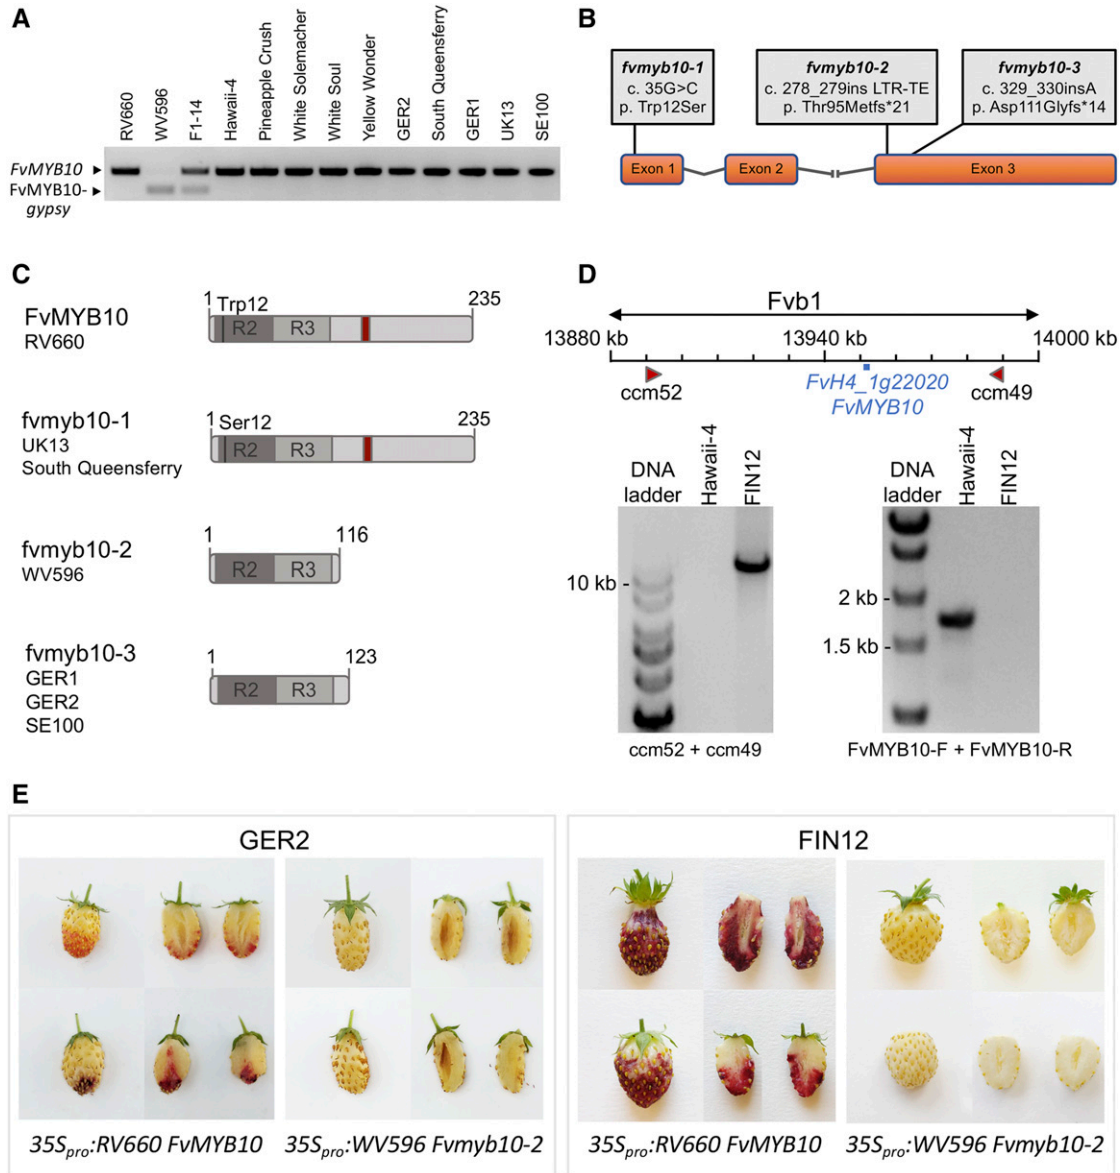 A
RV660
WV596
F1-14
Hawaii-4
Pineapple Crush
White Solemacher
White Soul
Yellow Wonder
GER2
South Queensferry
GER1
UK13
SE100
FvMYB10
FvMYB10-
gypsy
B
fvmyb10-1
c. 35G>C
p. Trp12Ser
fvmyb10-2
c. 278_279ins LTR-TE
p. Thr95Metfs*21
fvmyb10-3
c. 329_330insA
p. Asp111Glyfs*14
Exon 1
Exon 2
Exon 3
C
FvMYB10
RV660
1
Trp12
235
R2
R3
fvmyb10-1
UK13
South Queensferry
1
Ser12
235
R2
R3
fvmyb10-2
WV596
1
116
R2
R3
fvmyb10-3
GER1
GER2
SE100
1
123
R2
R3
D
Fvb1
13880 kb
13940 kb
14000 kb
ccm52
FvH4_1g22020
FvMYB10
ccm49
DNA
ladder
Hawaii-4
FIN12
10 kb -
ccm52 + ccm49
DNA
ladder
Hawaii-4
FIN12
2 kb -
1.5 kb -
FvMYB10-F + FvMYB10-R
E
GER2
35Spro:RV660 FvMYB10
35Spro:WV596 Fvmyb10-2
FIN12
35Spro:RV660 FvMYB10
35Spro:WV596 Fvmyb10-2